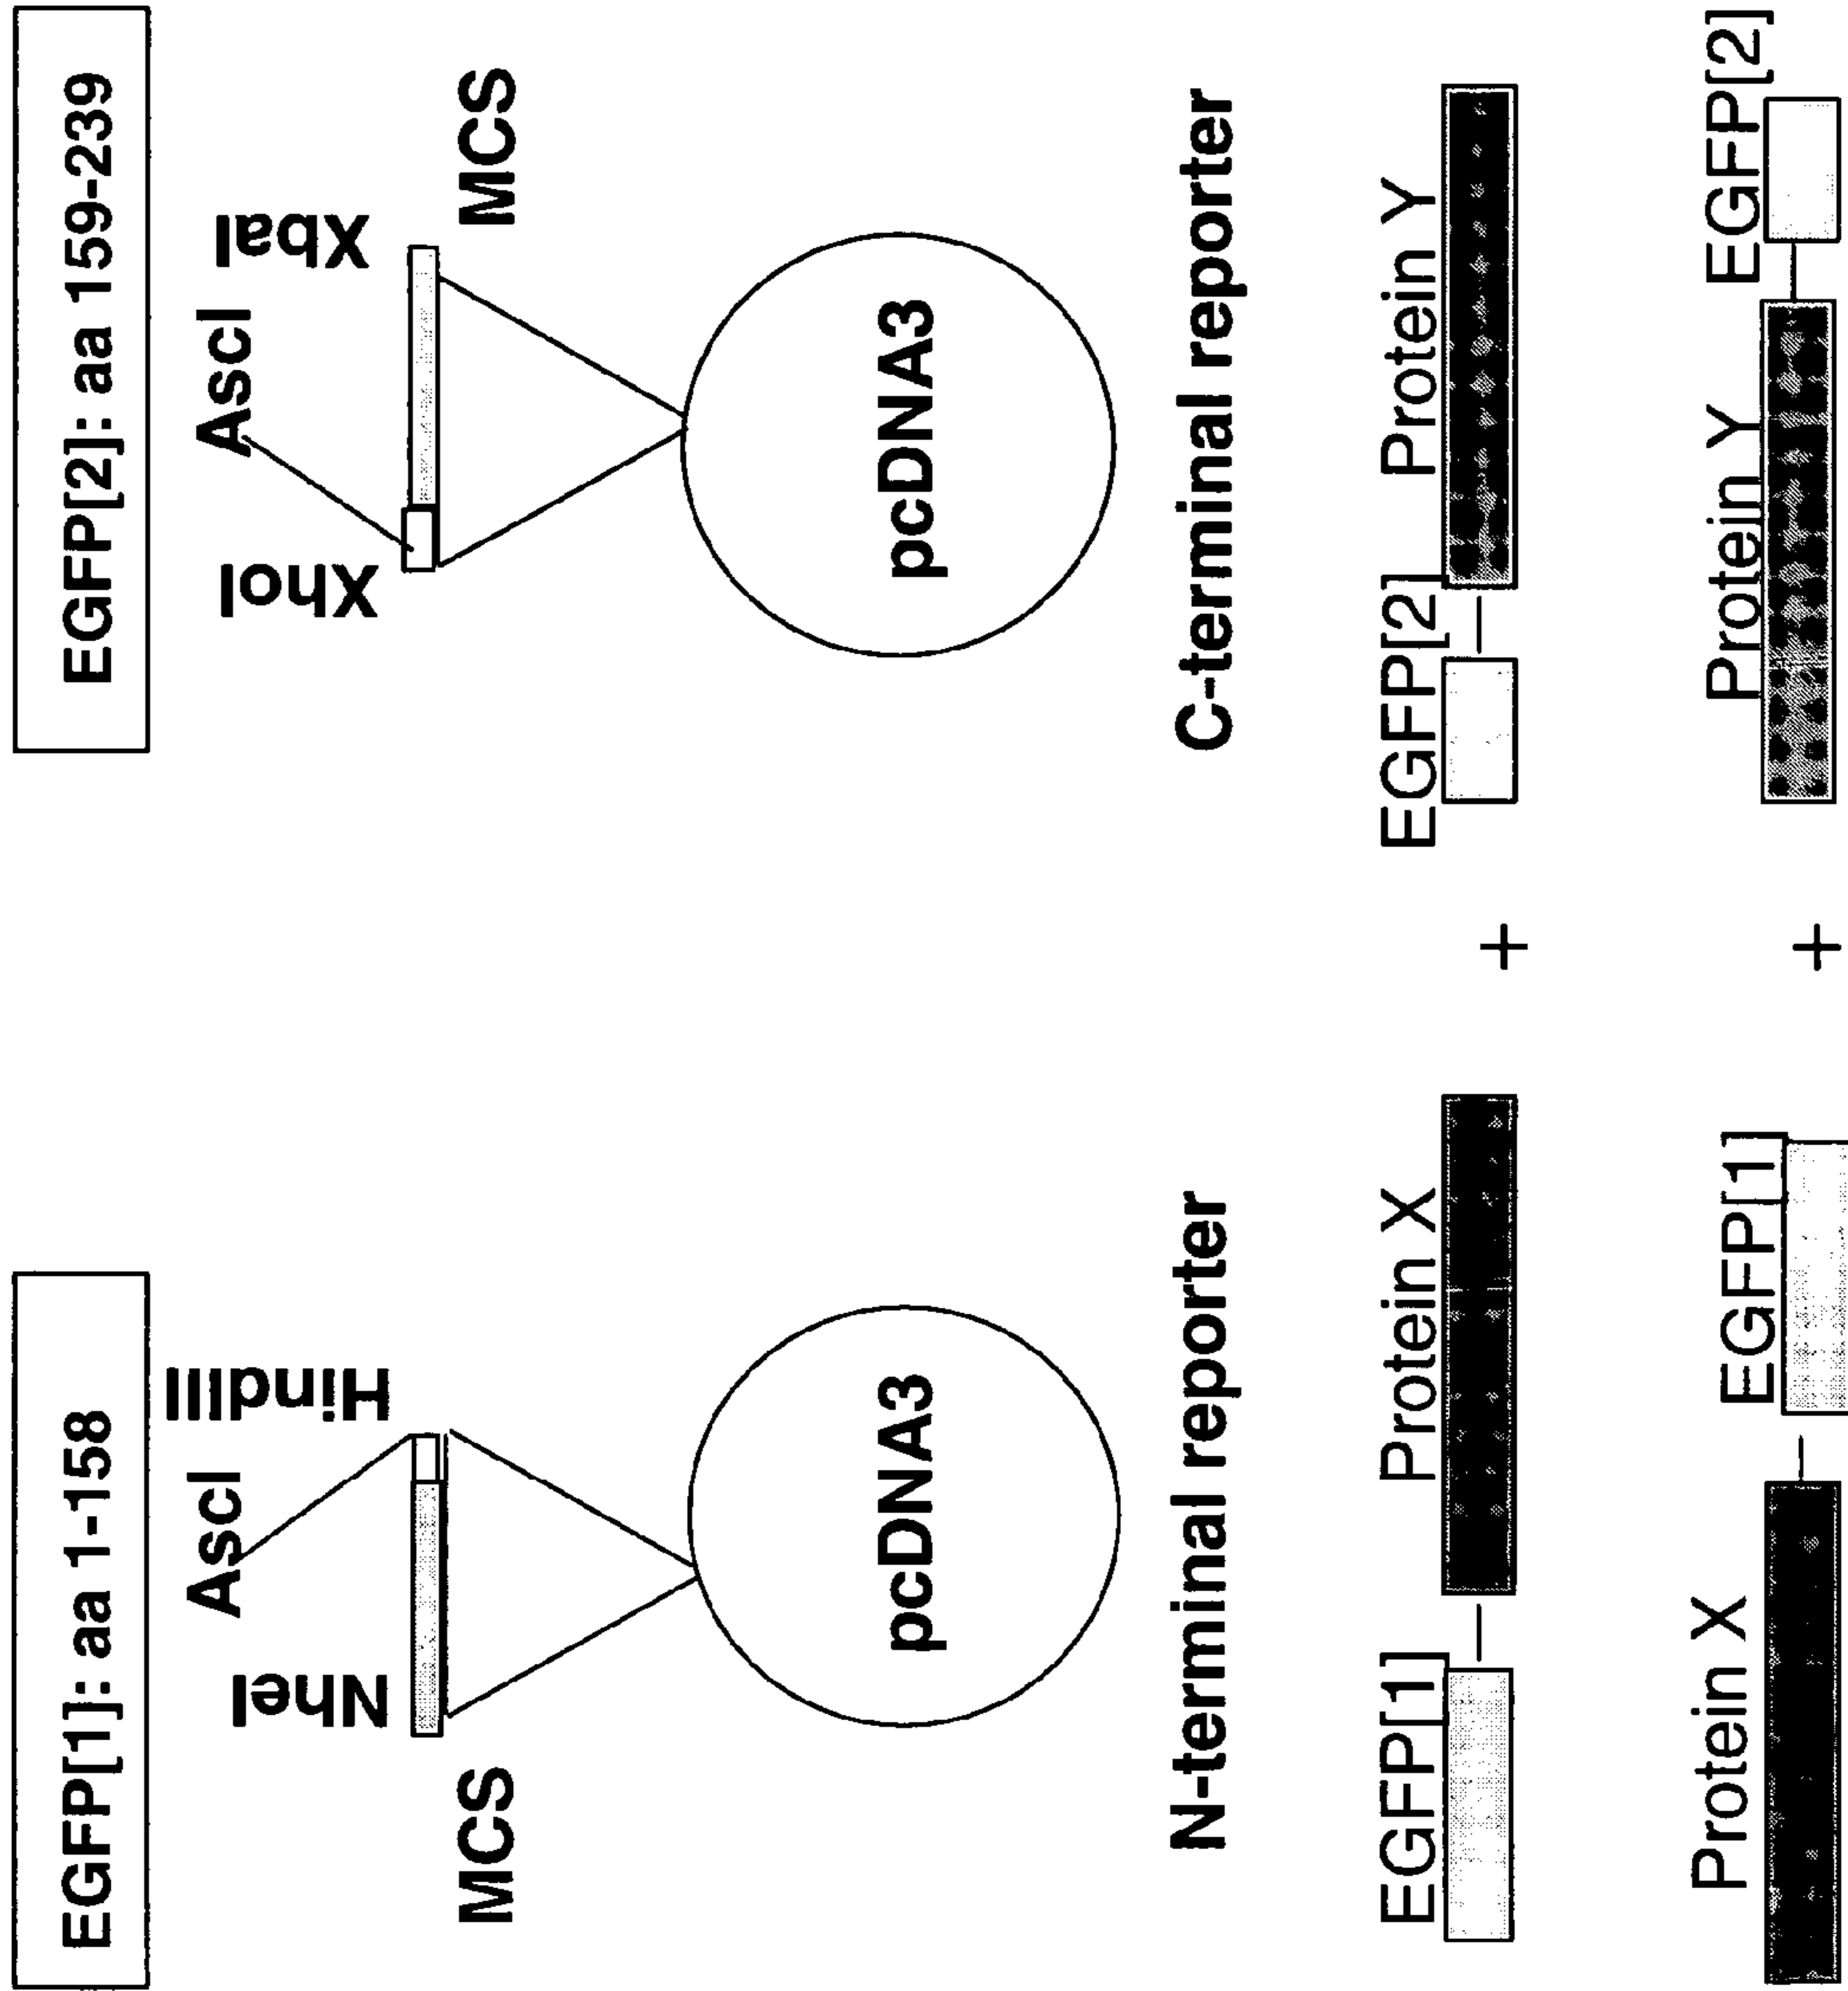 EGFP[1]: aa 1-158
AscI
NheI
HindIII
MCS
pcDNA3
N-terminal reporter
EGFP[1]
Protein X
Protein X
EGFP[1]
EGFP[2]: aa 159-239
AscI
XhoI
XbaI
MCS
pcDNA3
C-terminal reporter
+
EGFP[2]
Protein Y
+
Protein Y
EGFP[2]